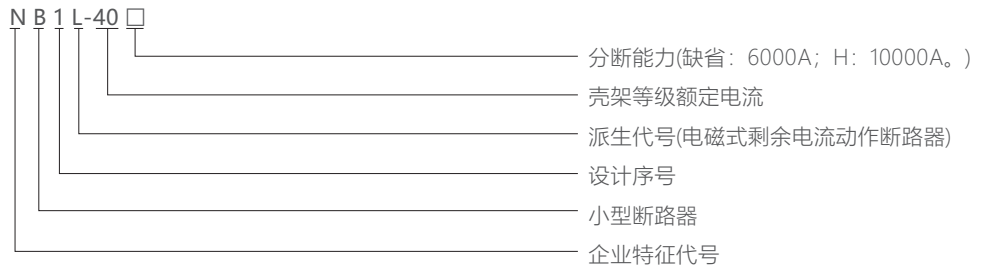 N B 1 L-40 □
分断能力(缺省：6000A；H：10000A。)
壳架等级额定电流
派生代号(电磁式剩余电流动作断路器)
设计序号
小型断路器
企业特征代号